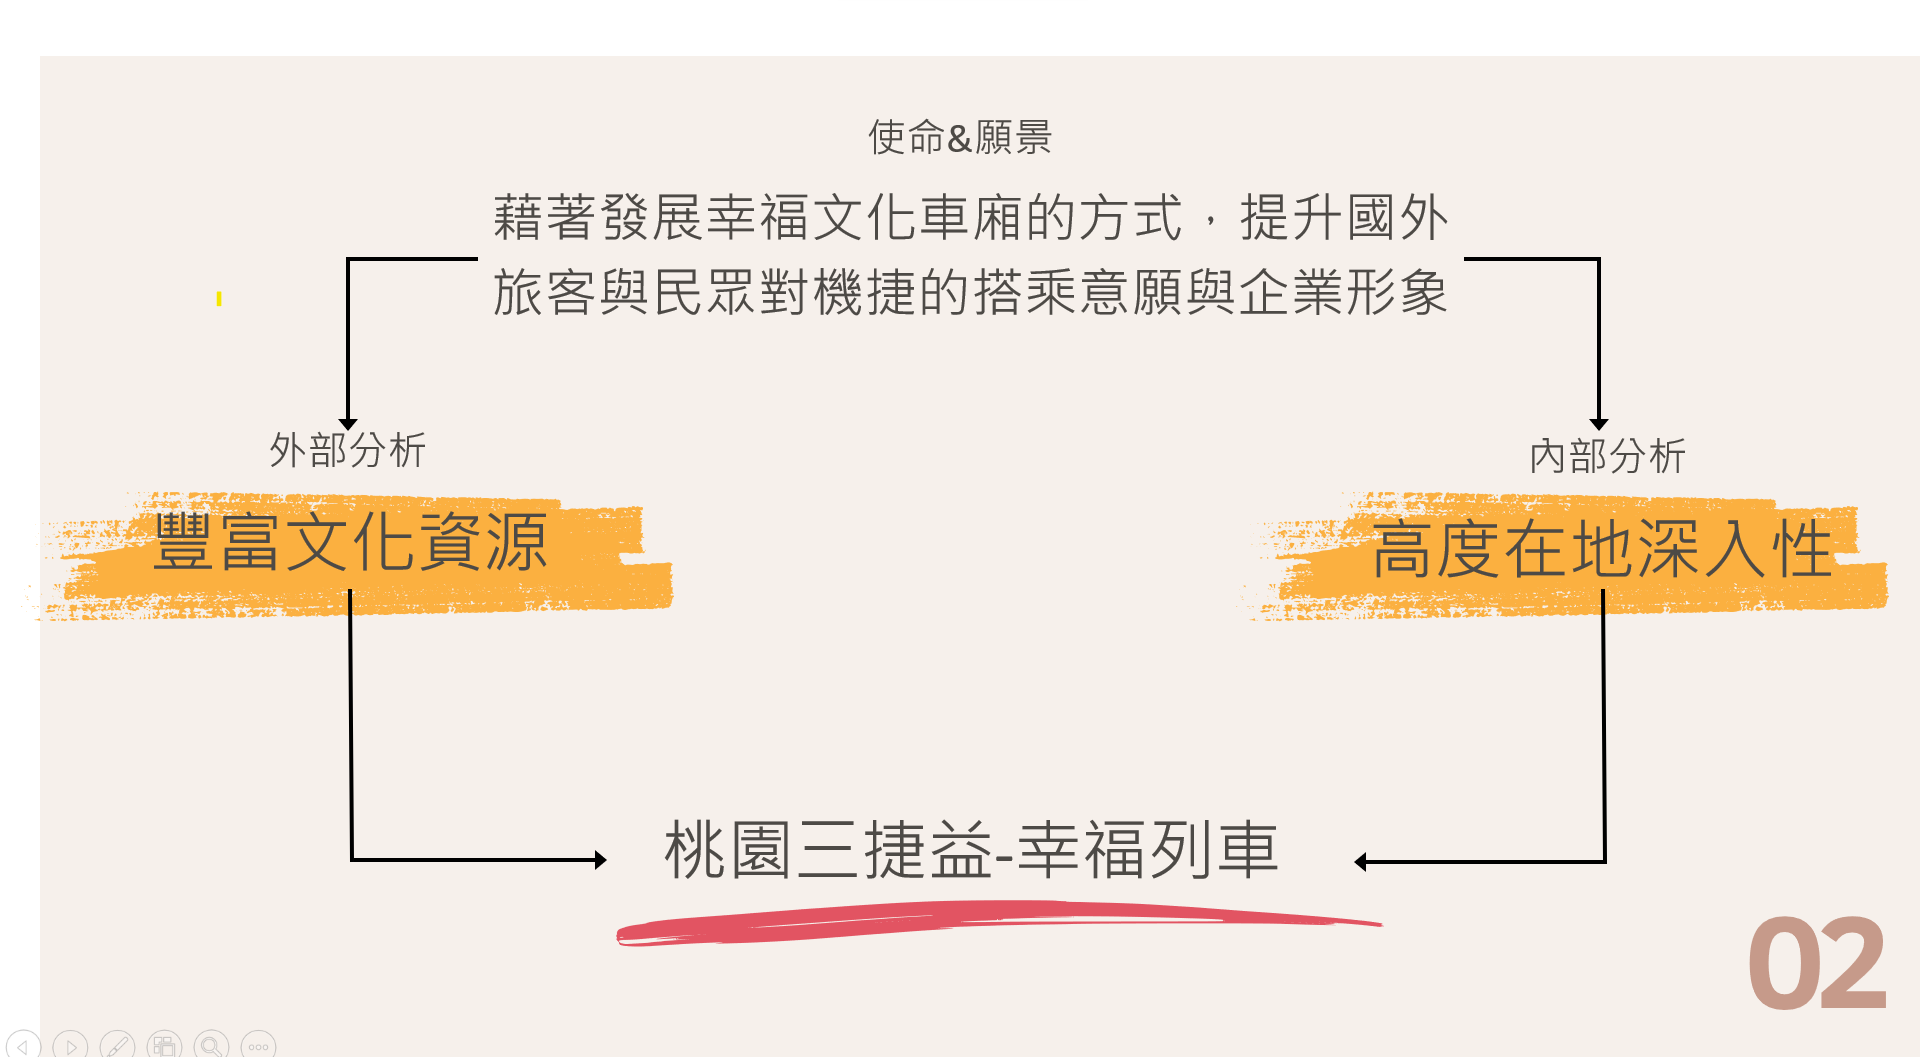 使命&願景
藉著發展幸福文化車廂的方式，提升國外
旅客與民眾對機捷的搭乘意願與企業形象
外部分析
內部分析
豐富文化資源
高度在地深入性
桃園三捷益-幸福列車
02